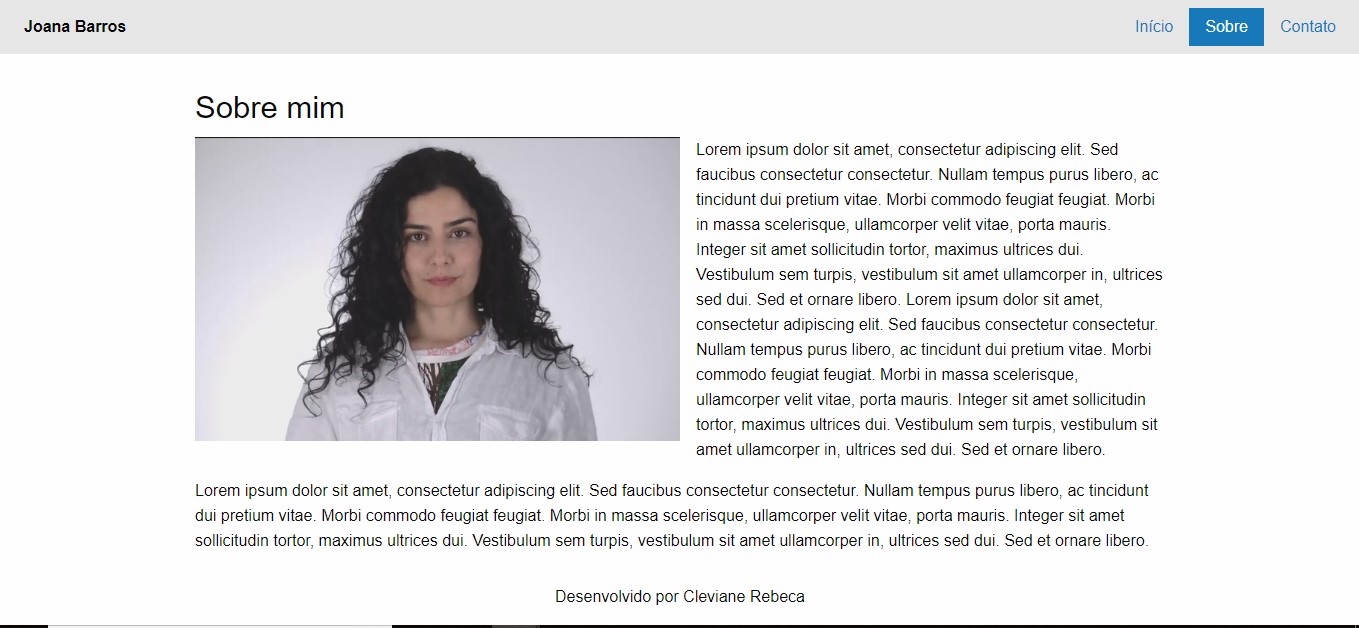 Joana Barros
Início Sobre Contato
Sobre mim
Lorem ipsum dolor sit amet, consectetur adipiscing elit. Sed
faucibus consectetur consectetur. Nullam tempus purus libero, ac
tincidunt dui pretium vitae. Morbi commodo feugiat feugiat. Morbi
in massa scelerisque, ullamcorper velit vitae, porta mauris.
Integer sit amet sollicitudin tortor, maximus ultrices dui.
Vestibulum sem turpis, vestibulum sit amet ullamcorper in, ultrices
sed dui. Sed et ornare libero. Lorem ipsum dolor sit amet,
consectetur adipiscing elit. Sed faucibus consectetur consectetur.
Nullam tempus purus libero, ac tincidunt dui pretium vitae. Morbi
commodo feugiat feugiat. Morbi in massa scelerisque,
ullamcorper velit vitae, porta mauris. Integer sit amet sollicitudin
tortor, maximus ultrices dui. Vestibulum sem turpis, vestibulum sit
amet ullamcorper in, ultrices sed dui. Sed et ornare libero.
Lorem ipsum dolor sit amet, consectetur adipiscing elit. Sed faucibus consectetur consectetur. Nullam tempus purus libero, ac tincidunt
dui pretium vitae. Morbi commodo feugiat feugiat. Morbi in massa scelerisque, ullamcorper velit vitae, porta mauris. Integer sit amet
sollicitudin tortor, maximus ultrices dui. Vestibulum sem turpis, vestibulum sit amet ullamcorper in, ultrices sed dui. Sed et ornare libero.
Desenvolvido por Cleviane Rebeca